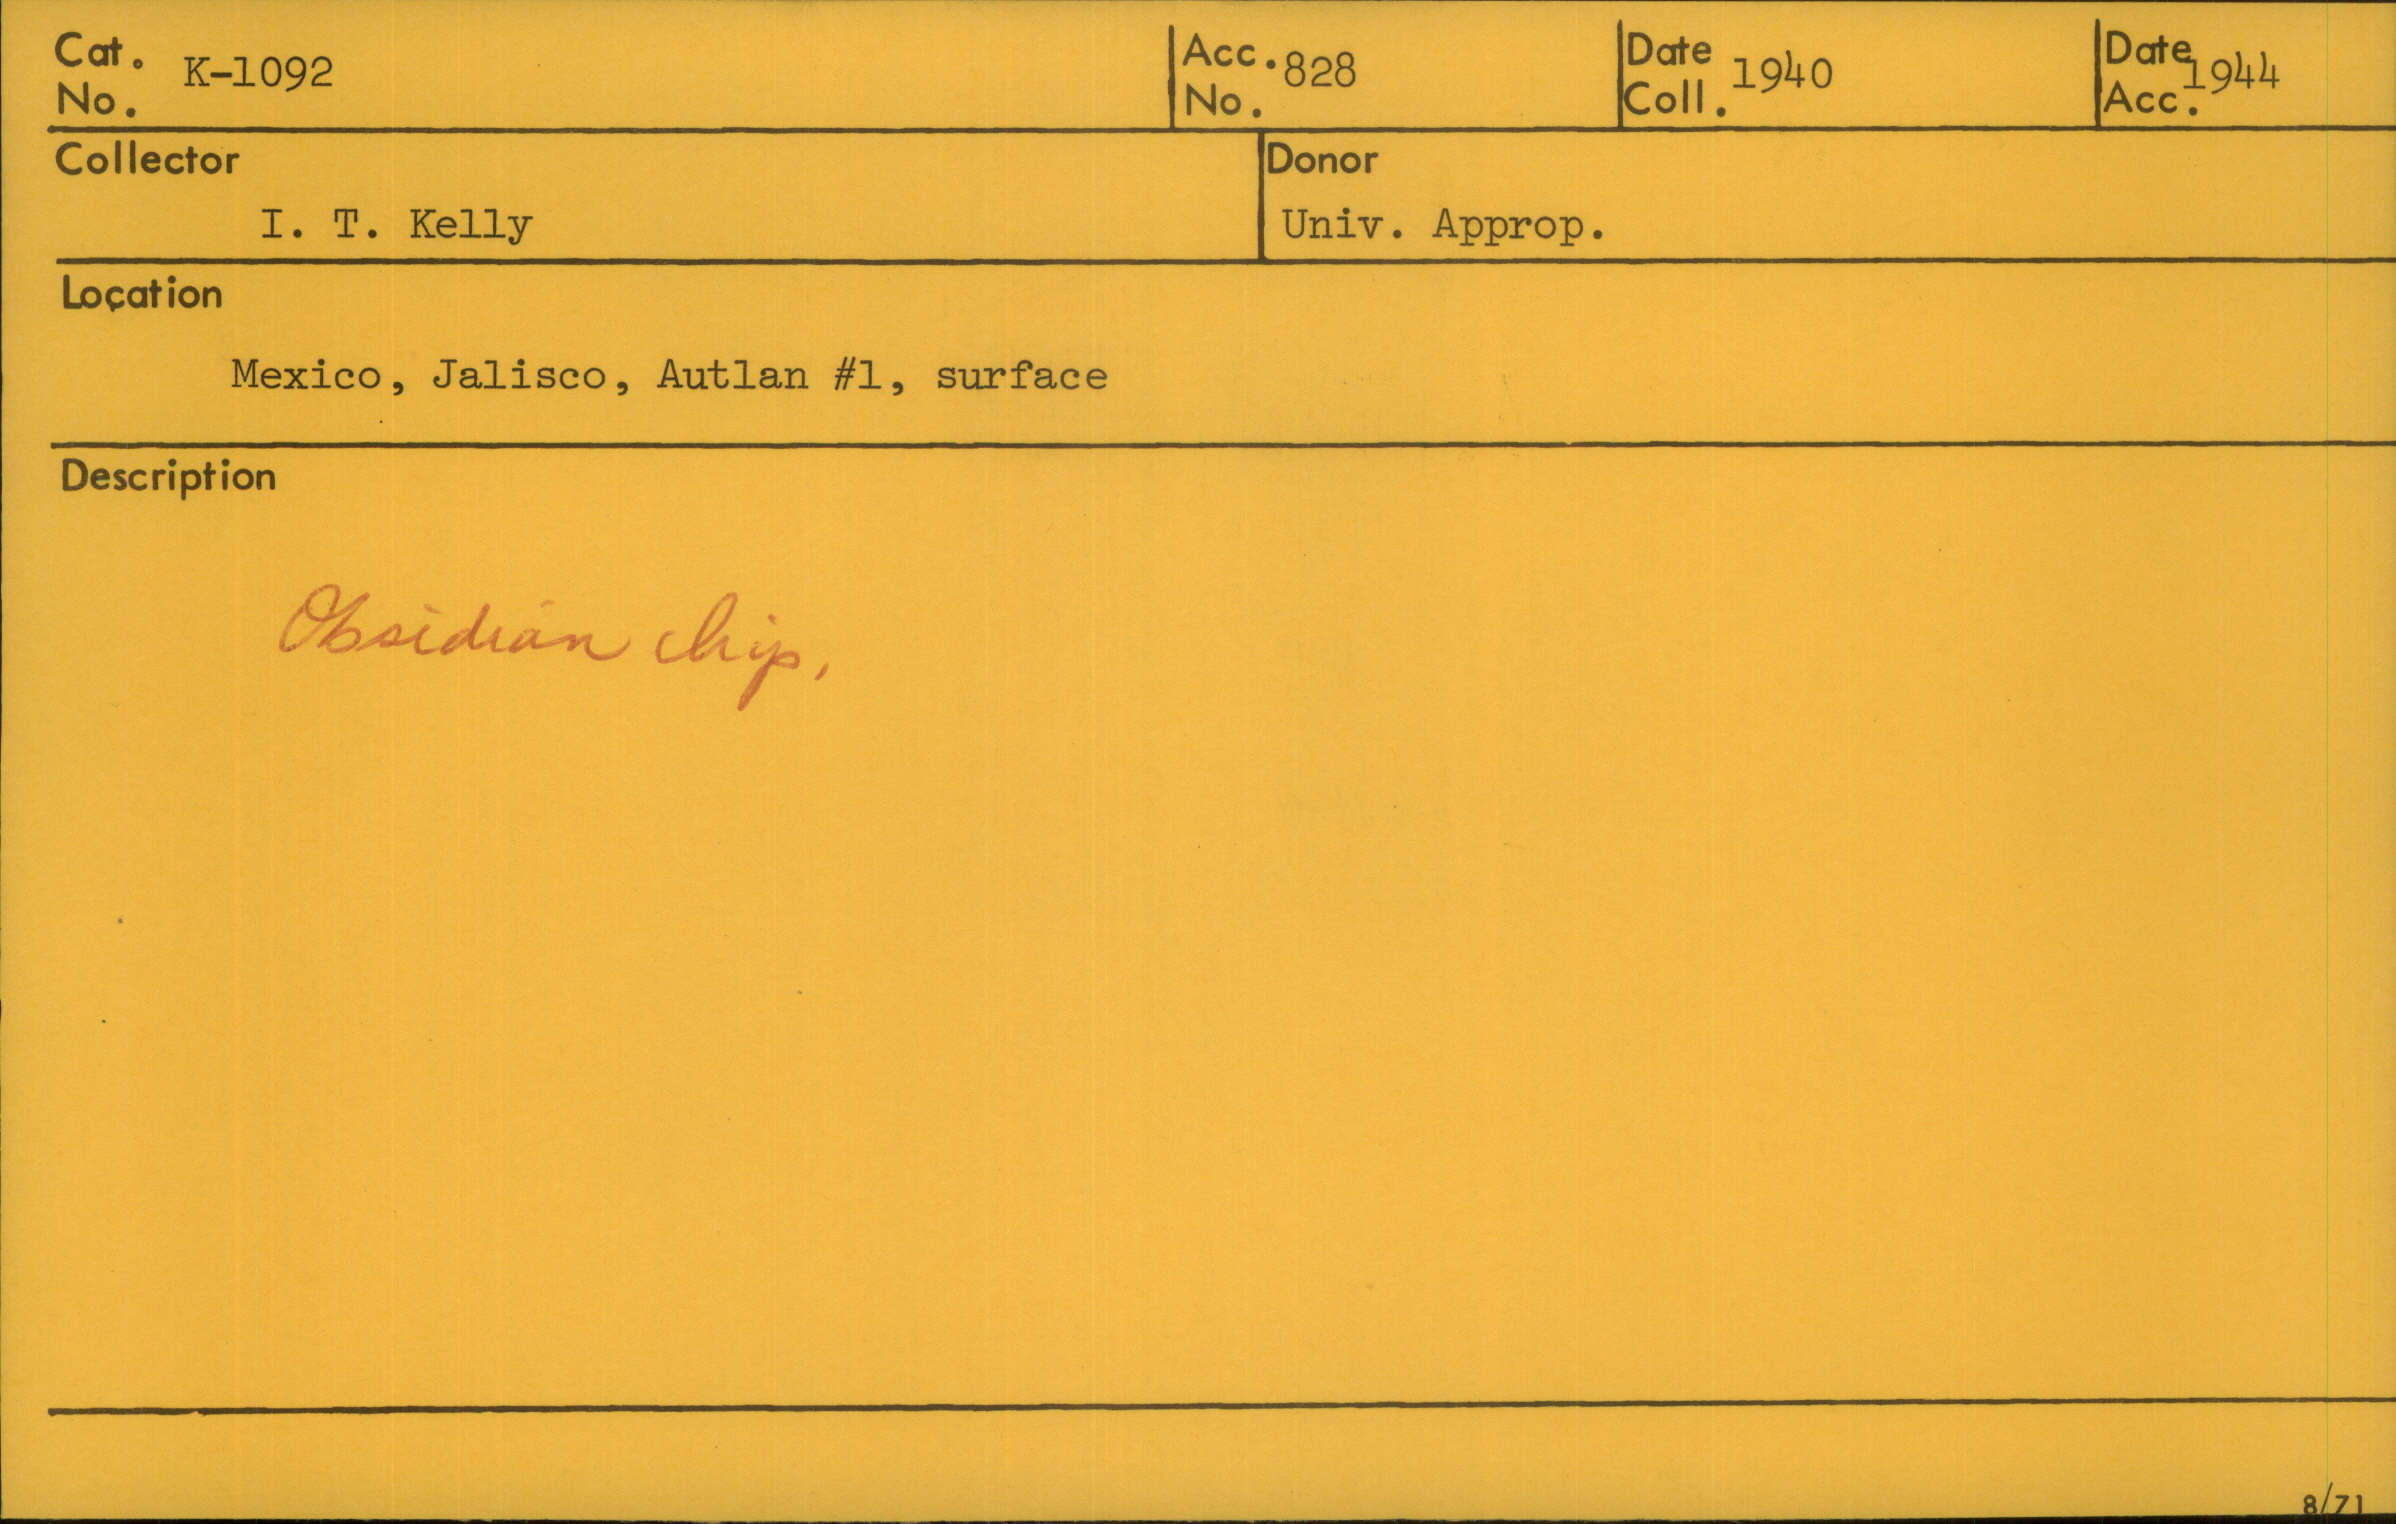 Cat. No. K-1092 Acc. No. 828 Date Coll. 1940 Date Acc. 1944
Collector Donor
I. T. Kelly Univ. Approp.
Location
Mexico, Jalisco, Autlan #1, surface
Description
Obsidian chip,
8/71